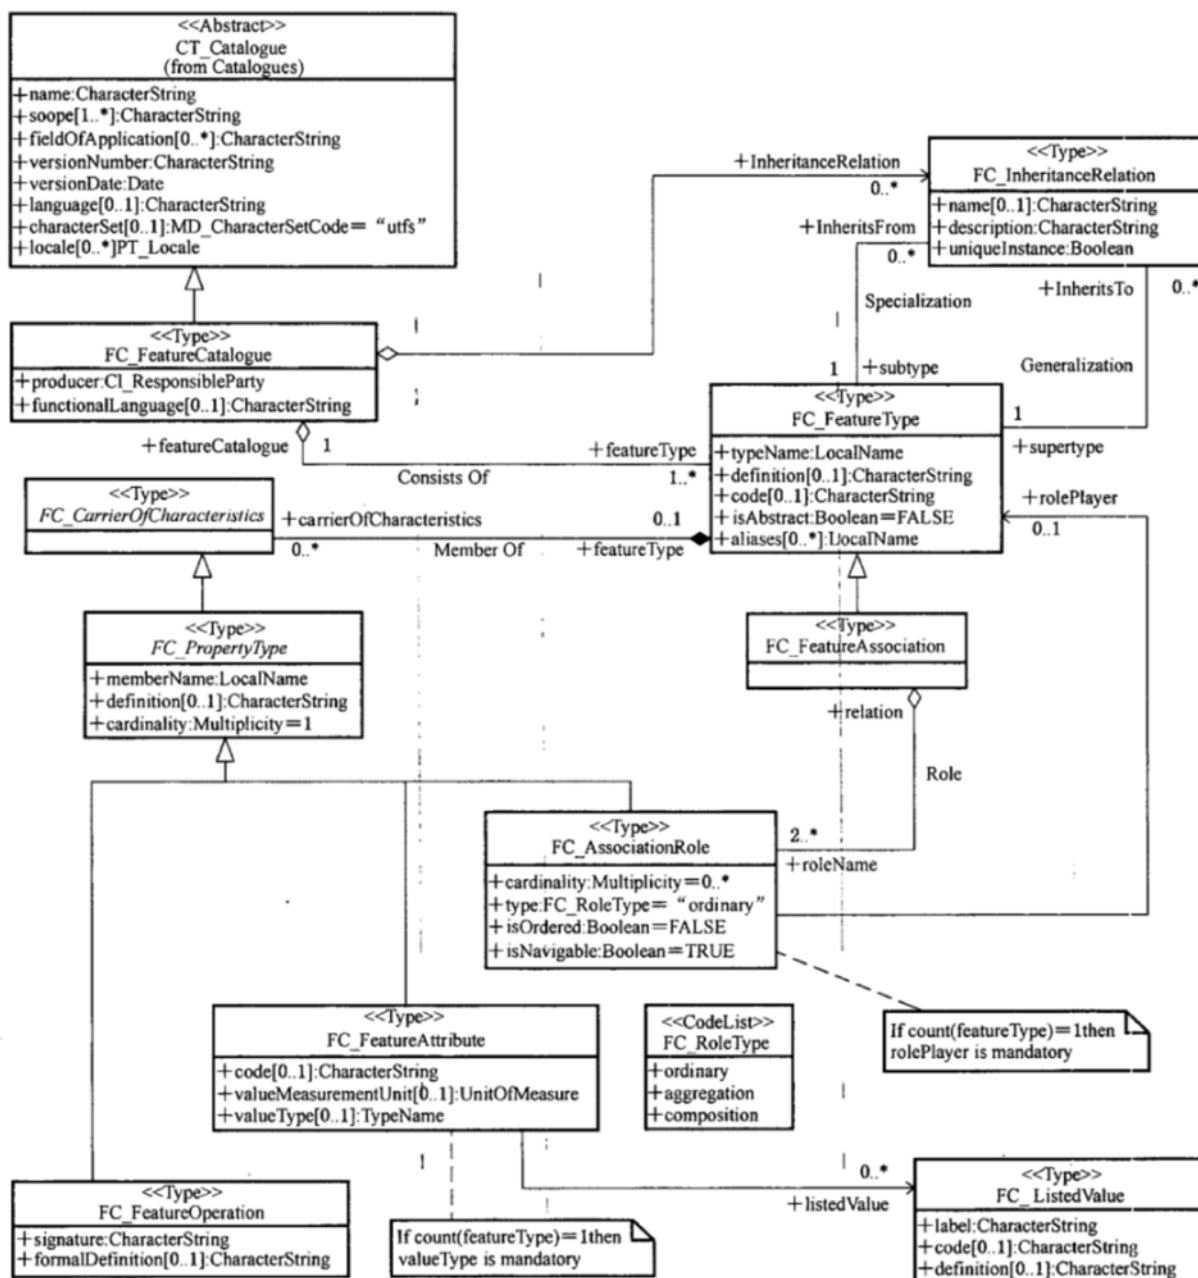 <<Abstract>>
CT_Catalogue
(from Catalogues)
+name:CharacterString
+soope[1..*]:CharacterString
+fieldOfApplication[0..*]:CharacterString
+versionNumber:CharacterString
+versionDate:Date
+language[0..1]:CharacterString
+characterSet[0..1]:MD_CharacterSetCode= “utfs”
+locale[0..*]PT_Locale
+InheritanceRelation
0..*
<<Type>>
FC_InheritanceRelation
+name[0..1]:CharacterString
+description:CharacterString
+uniqueInstance:Boolean
+InheritsFrom
0..*
+InheritsTo
0..*
Specialization
Generalization
1
+subtype
1
+supertype
<<Type>>
FC_FeatureCatalogue
+producer:Cl_ResponsibleParty
+functionalLanguage[0..1]:CharacterString
+featureCatalogue
1
Consists Of
+featureType
1..*
<<Type>>
FC_FeatureType
+typeName:LocalName
+definition[0..1]:CharacterString
+code[0..1]:CharacterString
+isAbstract:Boolean=FALSE
+aliases[0..*]:LocalName
+rolePlayer
0..1
<<Type>>
FC_CarrierOfCharacteristics
+carrierOfCharacteristics
0..*
Member Of
0..1
+featureType
<<Type>>
FC_PropertyType
+memberName:LocalName
+definition[0..1]:CharacterString
+cardinality:Multiplicity=1
<<Type>>
FC_FeatureAssociation
+relation
Role
2..*
+roleName
<<Type>>
FC_AssociationRole
+cardinality:Multiplicity=0..*
+type:FC_RoleType= “ordinary”
+isOrdered:Boolean=FALSE
+isNavigable:Boolean=TRUE
If count(featureType)=1then
rolePlayer is mandatory
<<Type>>
FC_FeatureAttribute
+code[0..1]:CharacterString
+valueMeasurementUnit[0..1]:UnitOfMeasure
+valueType[0..1]:TypeName
<<CodeList>>
FC_RoleType
+ordinary
+aggregation
+composition
1
0..*
+listedValue
<<Type>>
FC_FeatureOperation
+signature:CharacterString
+formalDefinition[0..1]:CharacterString
If count(featureType)=1then
valueType is mandatory
<<Type>>
FC_ListedValue
+label:CharacterString
+code[0..1]:CharacterString
+definition[0..1]:CharacterString